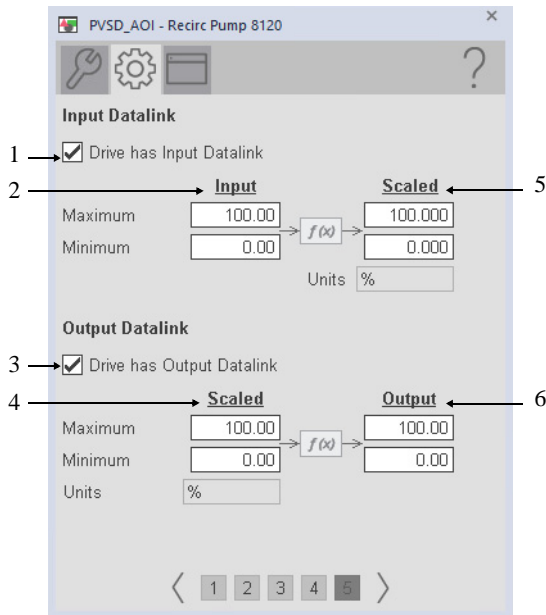 PVSD_AOI - Recirc Pump 8120 ×
?
Input Datalink
1 Drive has Input Datalink
2 Input Scaled 5
Maximum 100.00 f(x) 100.000
Minimum 0.00 0.000
Units %
Output Datalink
3 Drive has Output Datalink
4 Scaled Output 6
Maximum 100.00 f(x) 100.00
Minimum 0.00 0.00
Units %
1 2 3 4 5